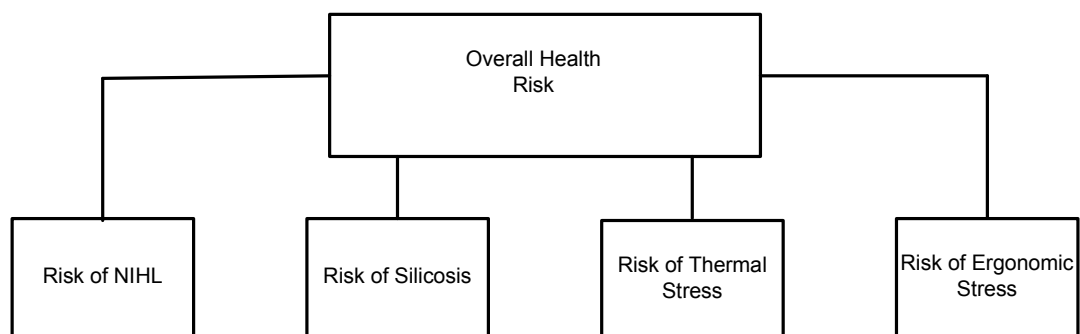 Overall Health
Risk
Risk of NIHL
Risk of Silicosis
Risk of Thermal
Stress
Risk of Ergonomic
Stress